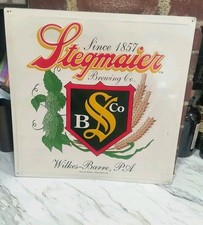 Since 1857
Stegmaier
Brewing Co.
B S Co
Wilkes-Barre, PA